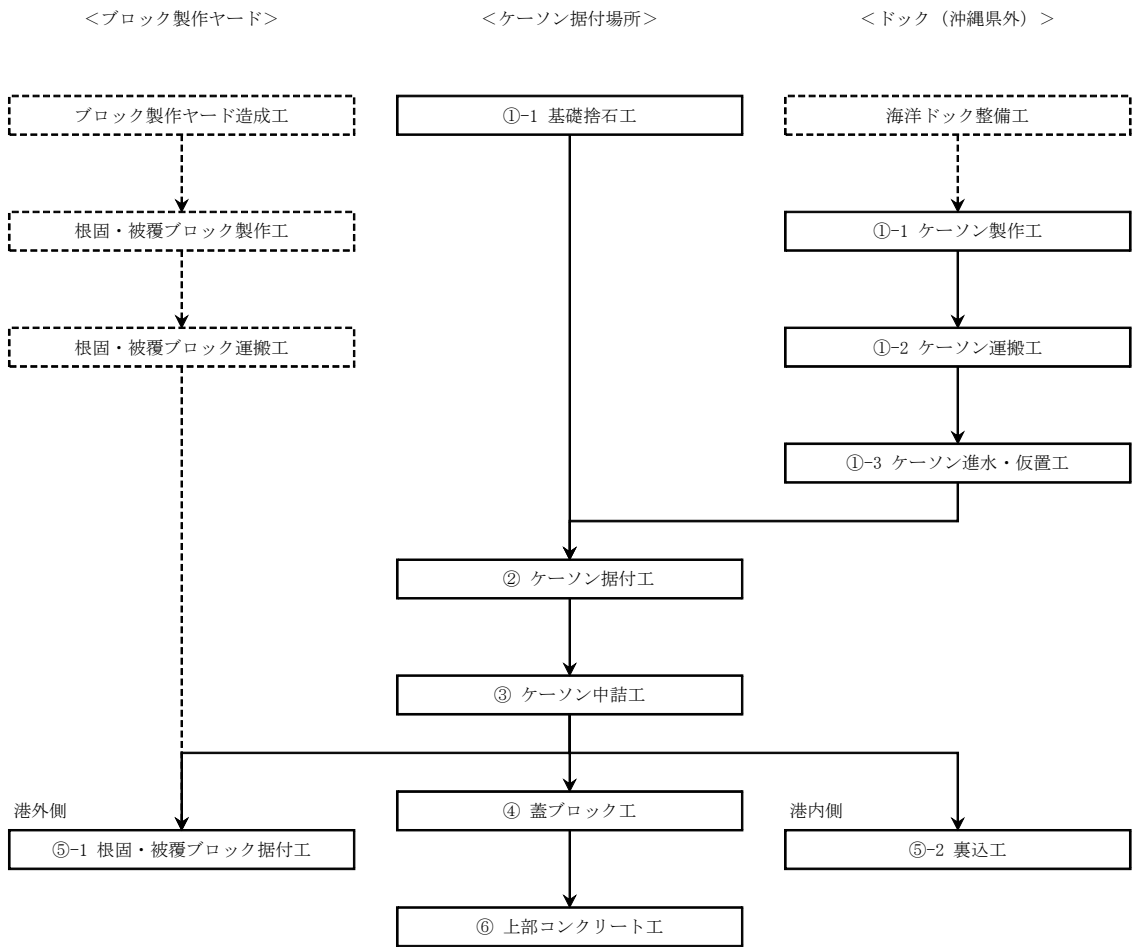 ＜ブロック製作ヤード＞
＜ケーソン据付場所＞
＜ドック（沖縄県外）＞
ブロック製作ヤード造成工
①-1 基礎捨石工
海洋ドック整備工
根固・被覆ブロック製作工
①-1 ケーソン製作工
根固・被覆ブロック運搬工
①-2 ケーソン運搬工
①-3 ケーソン進水・仮置工
② ケーソン据付工
③ ケーソン中詰工
港外側
④ 蓋ブロック工
港内側
⑤-1 根固・被覆ブロック据付工
⑤-2 裏込工
⑥ 上部コンクリート工